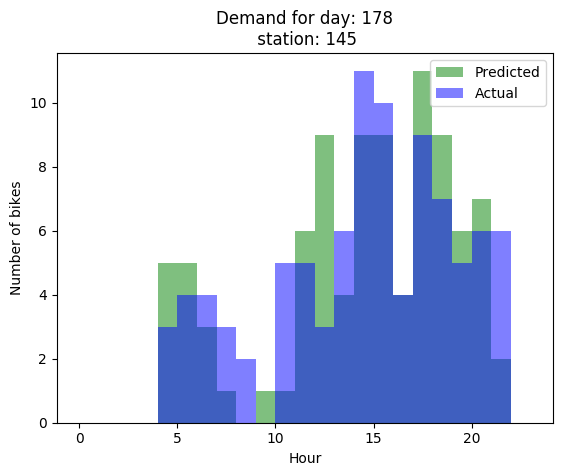 Demand for day: 178
station: 145
Predicted
Actual
10
8
6
4
2
0
Number of bikes
0 5 10 15 20
Hour